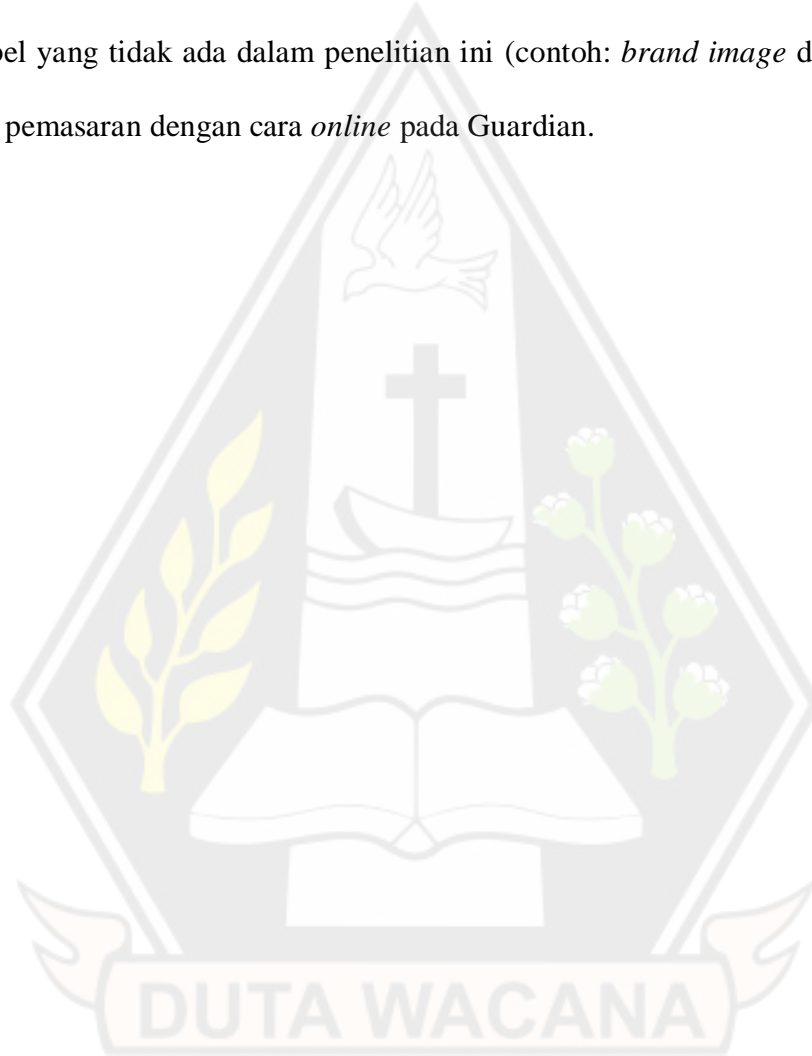 bel yang tidak ada dalam penelitian ini (contoh: brand image d
pemasaran dengan cara online pada Guardian.
DUTA WACANA